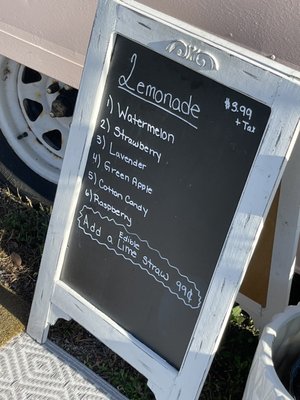 Lemonade
$3.99
+ Tax
1) Watermelon
2) Strawberry
3) Lavender
4) Green Apple
5) Cotton Candy
6) Raspberry
Edible
Add a Lime Straw 99¢